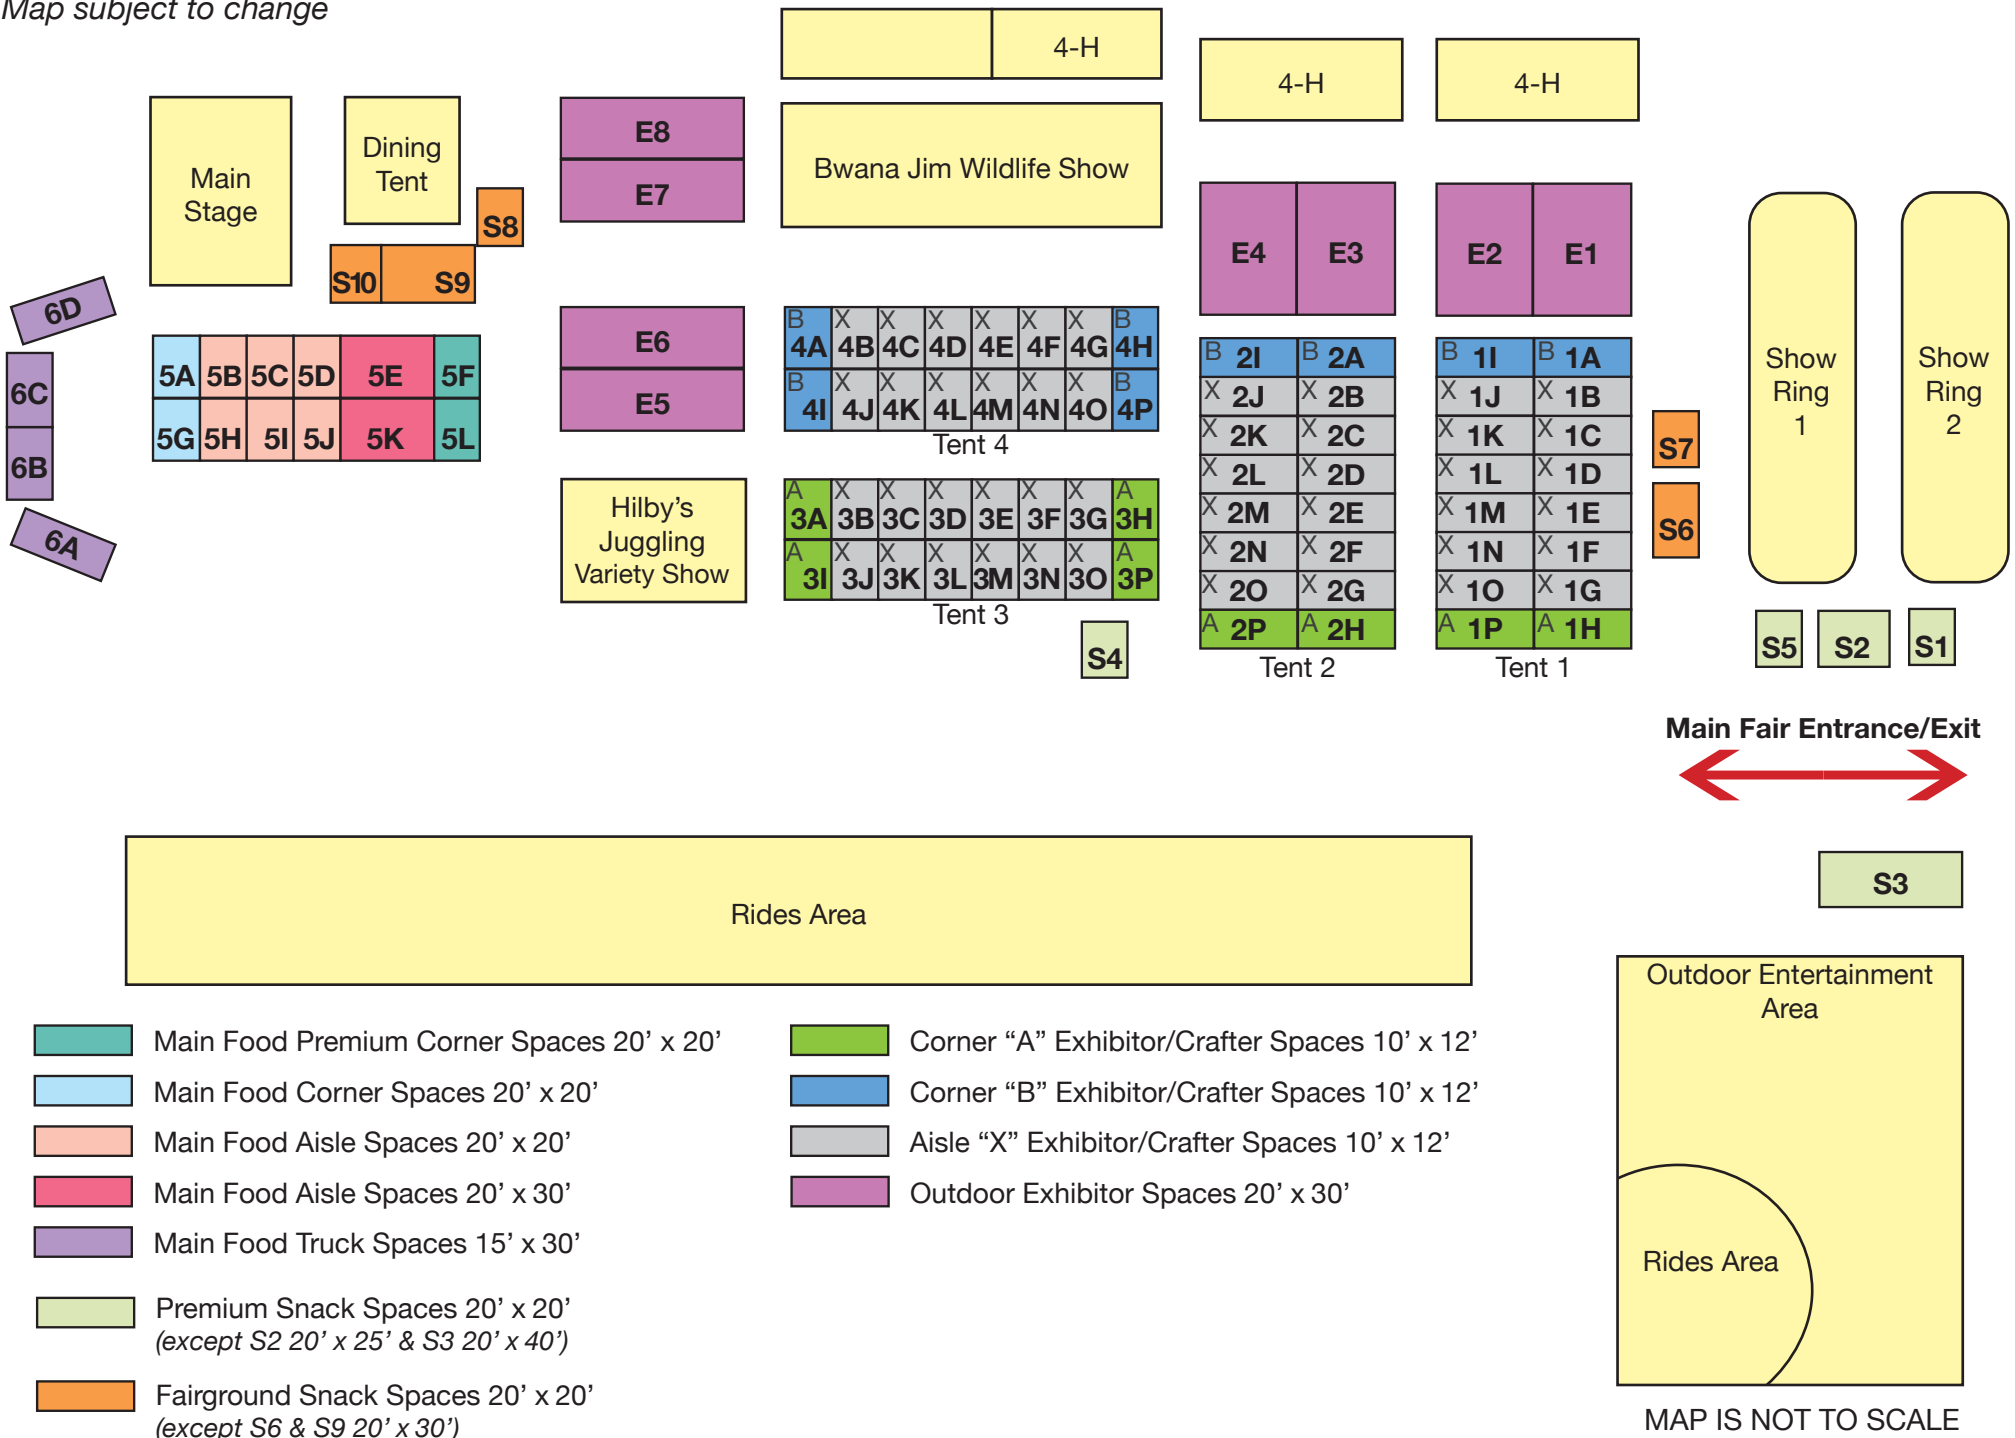 Map subject to change
4-H
4-H
4-H
Main
Stage
Dining
Tent
E8
E7
Bwana Jim Wildlife Show
S8
S10 S9
E4 E3 E2 E1
Show
Ring
1
Show
Ring
2
6D
6C
6B
6A
5A 5B 5C 5D 5E 5F
5G 5H 5I 5J 5K 5L
E6
E5
B X X X X X X B
4A 4B 4C 4D 4E 4F 4G 4H
B X X X X X X B
4I 4J 4K 4L 4M 4N 4O 4P
Tent 4
Hilby’s
Juggling
Variety Show
A X X X X X X A
3A 3B 3C 3D 3E 3F 3G 3H
A X X X X X X A
3I 3J 3K 3L 3M 3N 3O 3P
Tent 3
S4
B 2I B 2A
X 2J X 2B
X 2K X 2C
X 2L X 2D
X 2M X 2E
X 2N X 2F
X 2O X 2G
A 2P A 2H
Tent 2
B 1I B 1A
X 1J X 1B
X 1K X 1C
X 1L X 1D
X 1M X 1E
X 1N X 1F
X 1O X 1G
A 1P A 1H
Tent 1
S7
S6
S5 S2 S1
Main Fair Entrance/Exit
S3
Rides Area
Outdoor Entertainment
Area
Rides Area
Main Food Premium Corner Spaces 20’ x 20’
Main Food Corner Spaces 20’ x 20’
Main Food Aisle Spaces 20’ x 20’
Main Food Aisle Spaces 20’ x 30’
Main Food Truck Spaces 15’ x 30’
Premium Snack Spaces 20’ x 20’
(except S2 20’ x 25’ & S3 20’ x 40’)
Fairground Snack Spaces 20’ x 20’
(except S6 & S9 20’ x 30’)
Corner “A” Exhibitor/Crafter Spaces 10’ x 12’
Corner “B” Exhibitor/Crafter Spaces 10’ x 12’
Aisle “X” Exhibitor/Crafter Spaces 10’ x 12’
Outdoor Exhibitor Spaces 20’ x 30’
MAP IS NOT TO SCALE